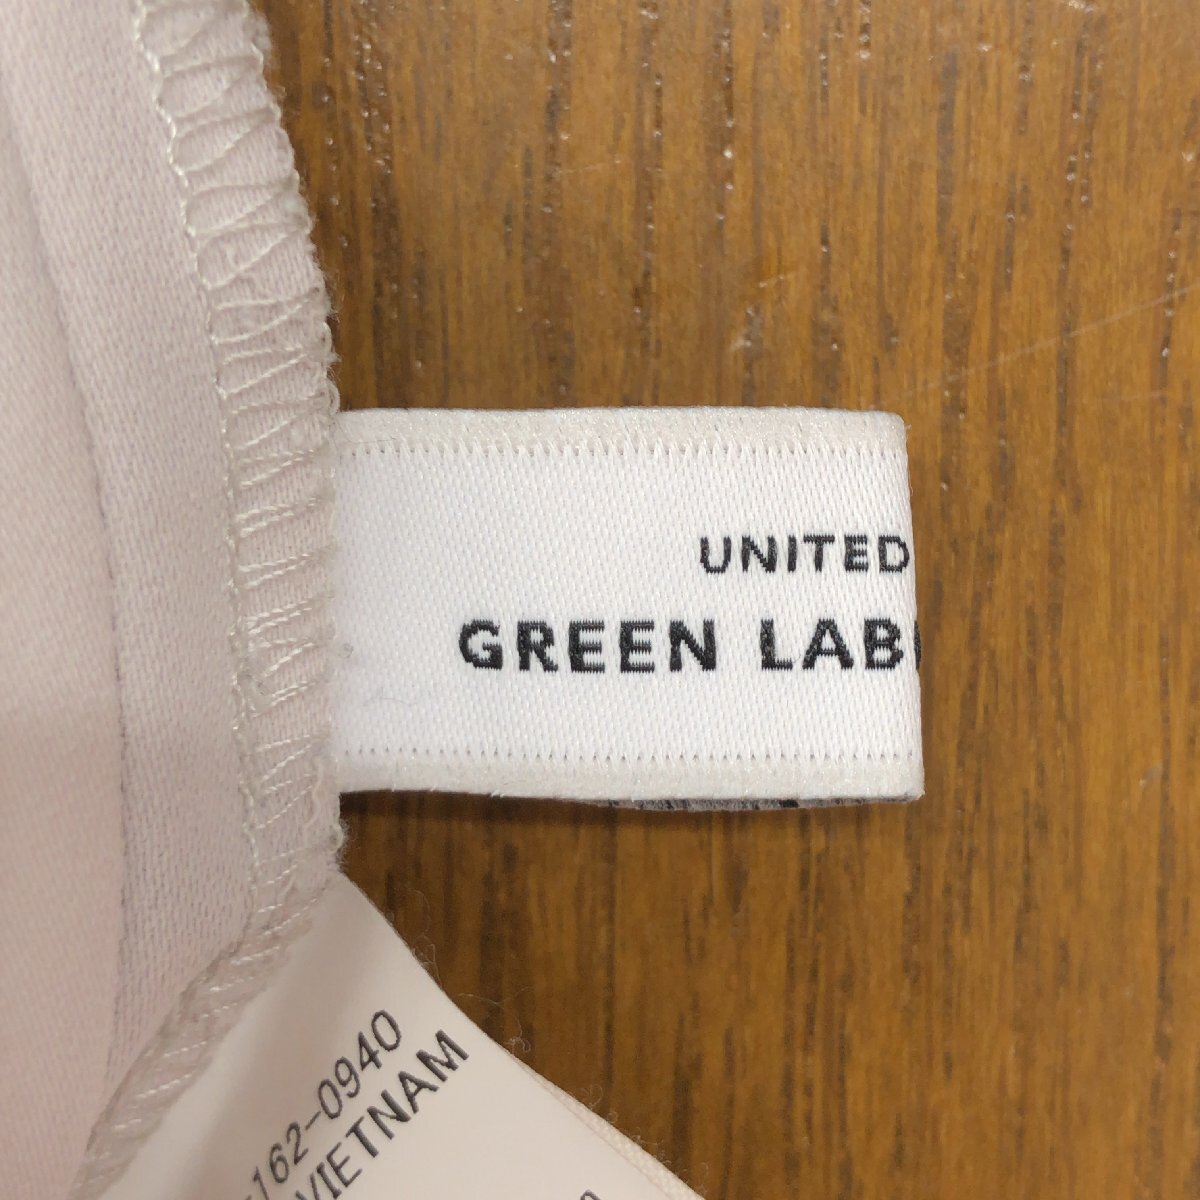 UNITED
GREEN LAB
-162-0940
VIETNAM